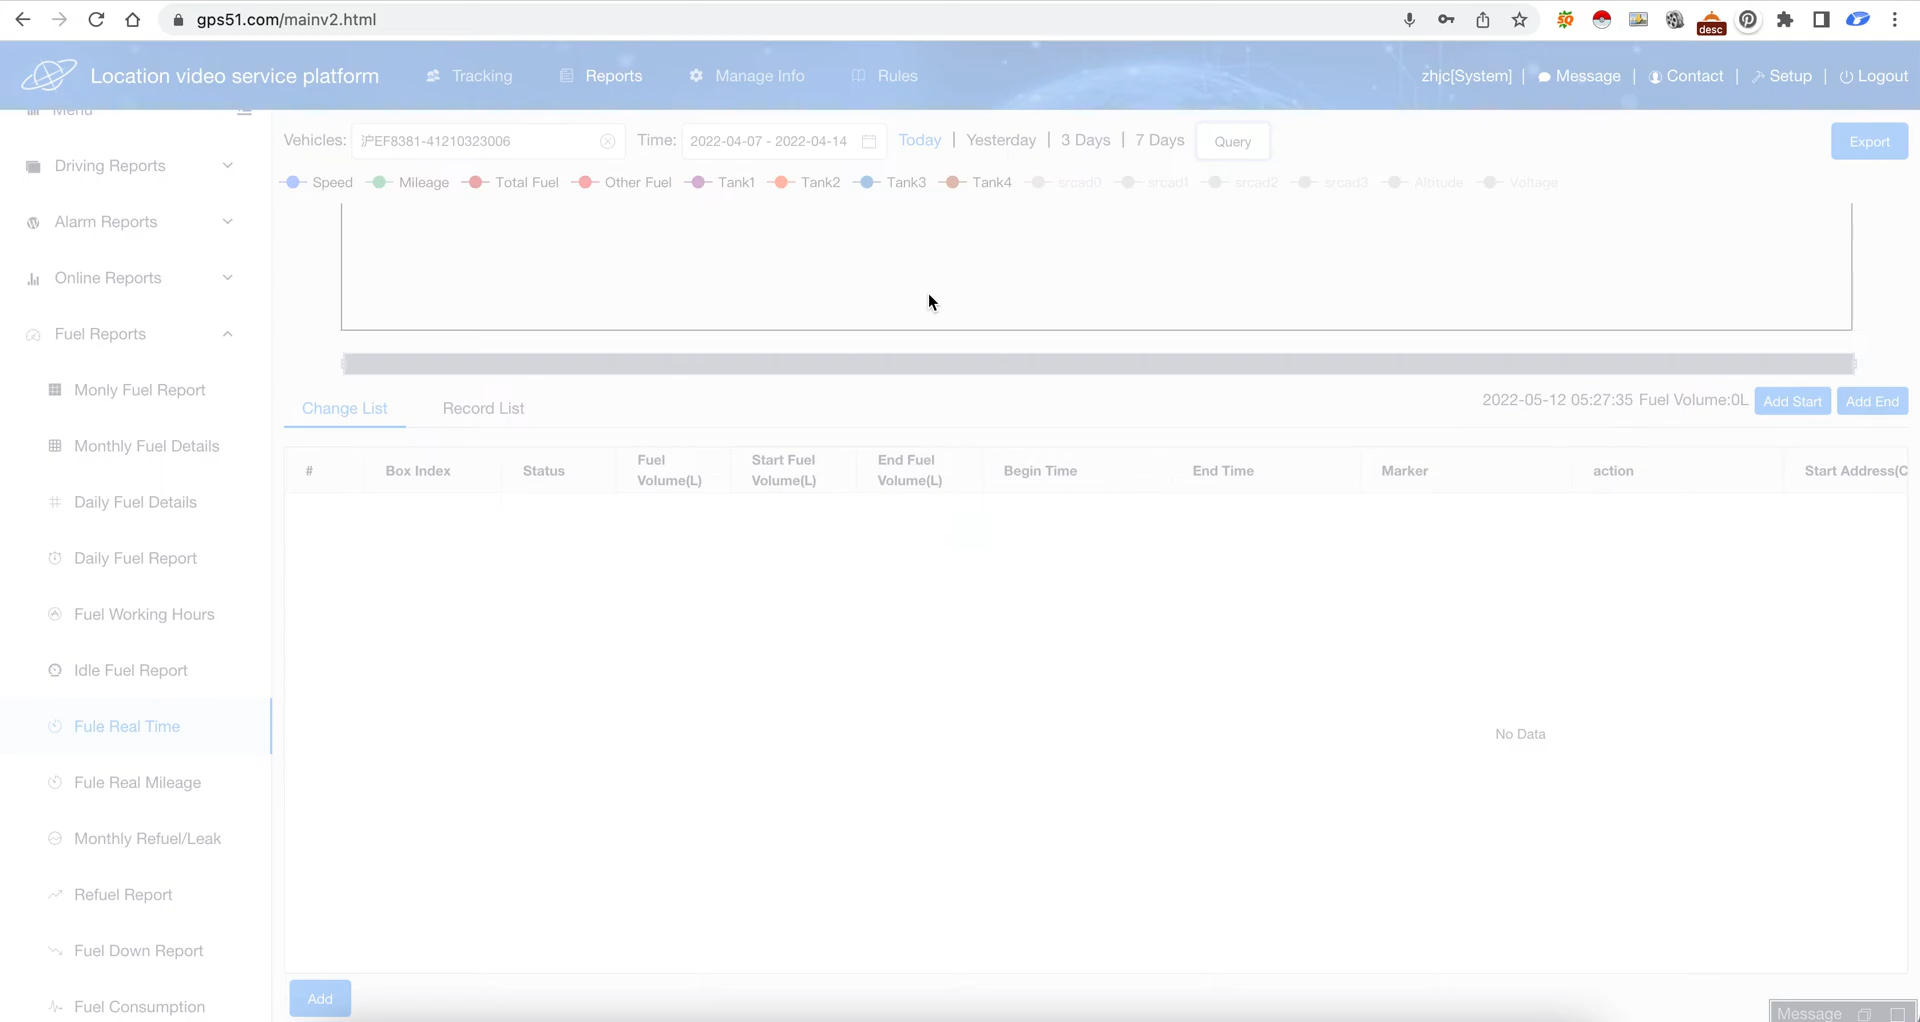 gps51.com/mainv2.html
desc
Location video service platform
Tracking
Reports
Manage Info
Rules
zhjc[System] | Message | Contact | Setup | Logout
Menu
Driving Reports
Alarm Reports
Online Reports
Fuel Reports
Monly Fuel Report
Monthly Fuel Details
Daily Fuel Details
Daily Fuel Report
Fuel Working Hours
Idle Fuel Report
Fule Real Time
Fule Real Mileage
Monthly Refuel/Leak
Refuel Report
Fuel Down Report
Fuel Consumption
Vehicles: 沪EF8381-41210323006 Time: 2022-04-07 - 2022-04-14 Today | Yesterday | 3 Days | 7 Days Query Export
Speed Mileage Total Fuel Other Fuel Tank1 Tank2 Tank3 Tank4 srcad0 srcad1 srcad2 srcad3 Altitude Voltage
Change List Record List
2022-05-12 05:27:35 Fuel Volume:0L Add Start Add End
# Box Index Status Fuel Volume(L) Start Fuel Volume(L) End Fuel Volume(L) Begin Time End Time Marker action Start Address(C
No Data
Add
Message